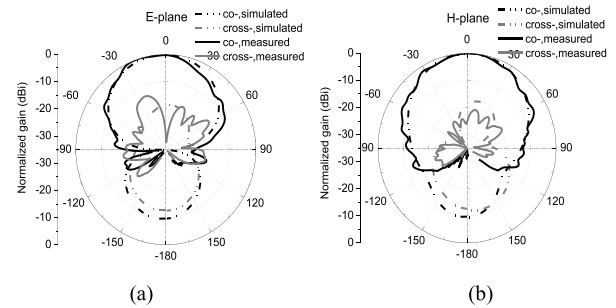 E-plane
co-,simulated
cross-,simulated
co-,measured
cross-,measured
Normalized gain (dBi)
0
-10
-20
-30
-30
-20
-10
0
0
-30
30
-60
60
-90
90
-120
120
-150
150
-180
(a)
H-plane
co-,simulated
cross-,simulated
co-,measured
cross-,measured
Normalized gain (dBi)
0
-10
-20
-30
-30
-20
-10
0
0
-30
30
-60
60
-90
90
-120
120
-150
150
-180
(b)